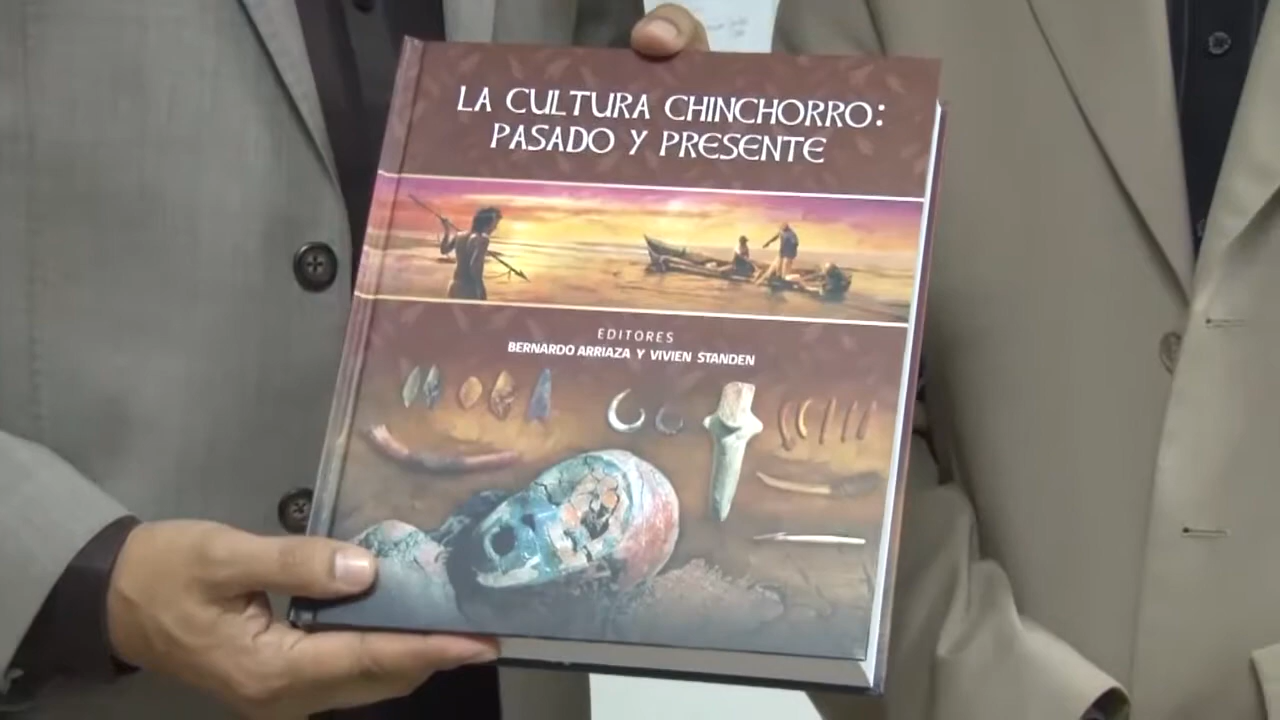 LA CULTURA CHINCHORRO:
PASADO Y PRESENTE
EDITORES
BERNARDO ARRIAZA Y VIVIEN STANDEN